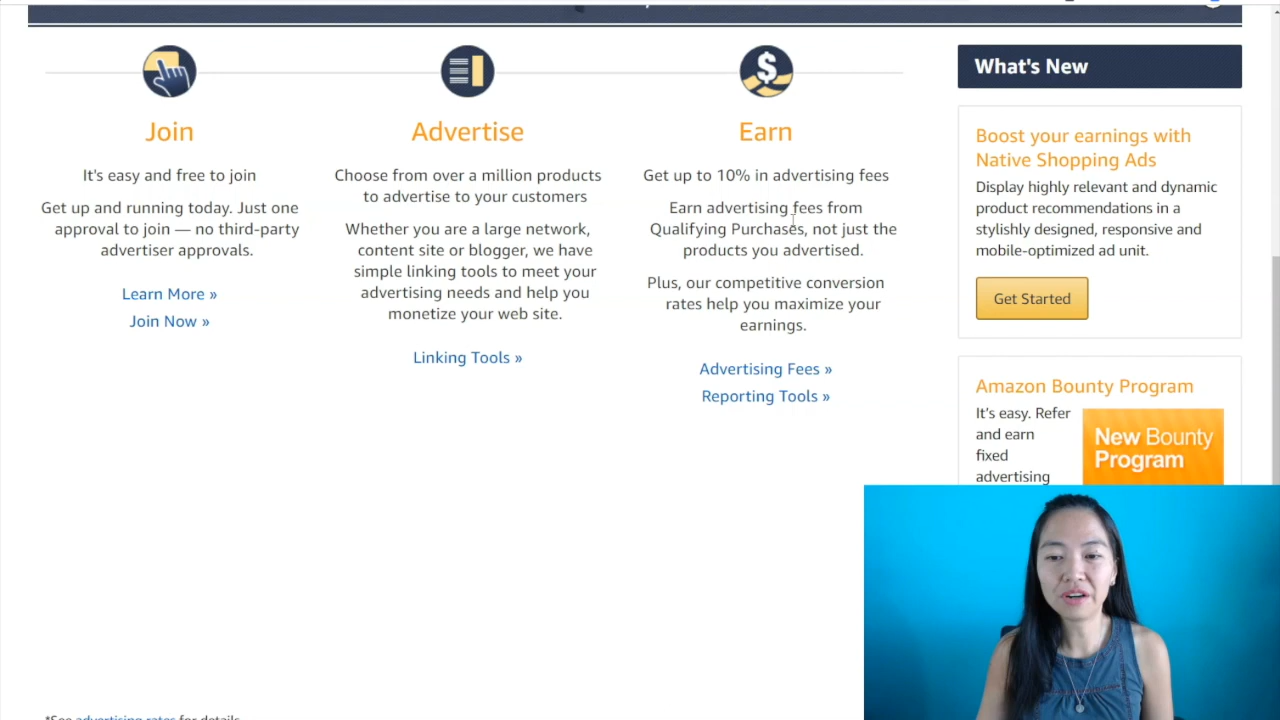 Join
It's easy and free to join
Get up and running today. Just one
approval to join — no third-party
advertiser approvals.
Learn More »
Join Now »
Advertise
Choose from over a million products
to advertise to your customers
Whether you are a large network,
content site or blogger, we have
simple linking tools to meet your
advertising needs and help you
monetize your web site.
Linking Tools »
$
Earn
Get up to 10% in advertising fees
Earn advertising fees from
Qualifying Purchases, not just the
products you advertised.
Plus, our competitive conversion
rates help you maximize your
earnings.
Advertising Fees »
Reporting Tools »
What's New
Boost your earnings with
Native Shopping Ads
Display highly relevant and dynamic
product recommendations in a
stylishly designed, responsive and
mobile-optimized ad unit.
Get Started
Amazon Bounty Program
It's easy. Refer
and earn
fixed
advertising
New Bounty
Program
*See advertising rates for details